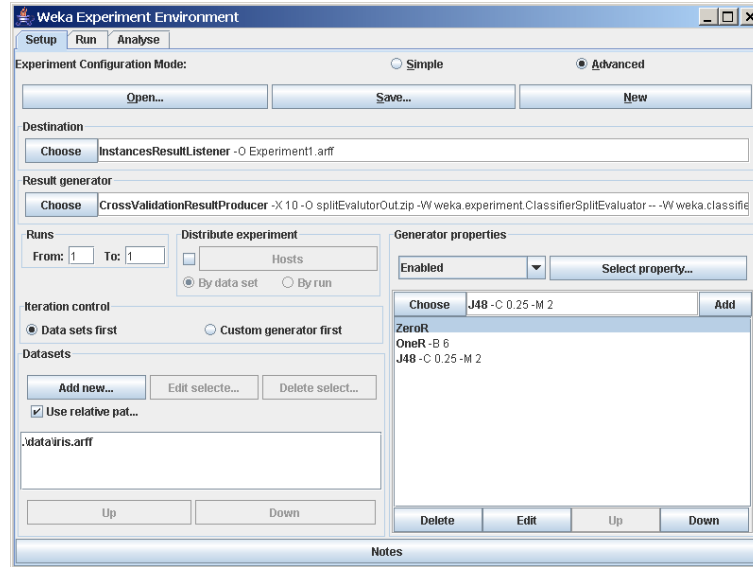 Weka Experiment Environment
Setup Run Analyse
Experiment Configuration Mode: Simple Advanced
Open... Save... New
Destination
Choose InstancesResultListener -O Experiment1.arff
Result generator
Choose CrossValidationResultProducer -X 10 -O splitEvalutorOut.zip -W weka.experiment.ClassifierSplitEvaluator -- -W weka.classifie
Runs
From: 1 To: 1
Distribute experiment
Hosts
By data set By run
Generator properties
Enabled Select property...
Iteration control
Data sets first Custom generator first
Choose J48 -C 0.25 -M 2 Add
ZeroR
OneR -B 6
J48 -C 0.25 -M 2
Datasets
Add new... Edit selecte... Delete select...
Use relative pat...
.\data\iris.arff
Up Down
Delete Edit Up Down
Notes